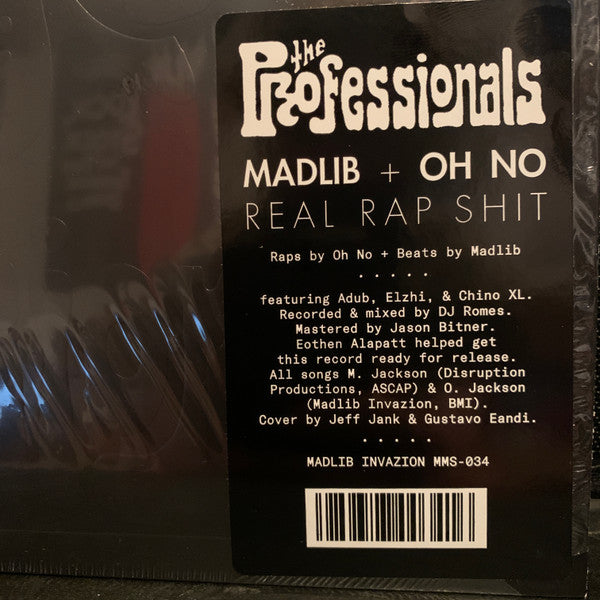 the
Professionals
MADLIB + OH NO
REAL RAP SHIT
Raps by Oh No + Beats by Madlib
• • • • •
featuring Adub, Elzhi, & Chino XL.
Recorded & mixed by DJ Romes.
Mastered by Jason Bitner.
Eothen Alapatt helped get
this record ready for release.
All songs M. Jackson (Disruption
Productions, ASCAP) & O. Jackson
(Madlib Invazion, BMI).
Cover by Jeff Jank & Gustavo Eandi.
• • • • •
MADLIB INVAZION MMS-034